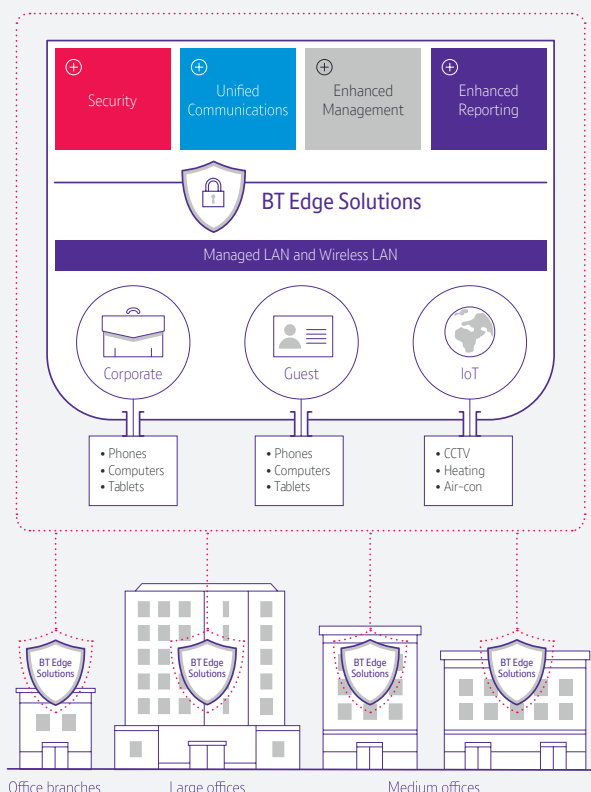 Security
Unified
Communications
Enhanced
Management
Enhanced
Reporting
BT Edge Solutions
Managed LAN and Wireless LAN
Corporate
Guest
IoT
• Phones
• Computers
• Tablets
• Phones
• Computers
• Tablets
• CCTV
• Heating
• Air-con
BT Edge
Solutions
BT Edge
Solutions
BT Edge
Solutions
BT Edge
Solutions
Office branches
Large offices
Medium offices